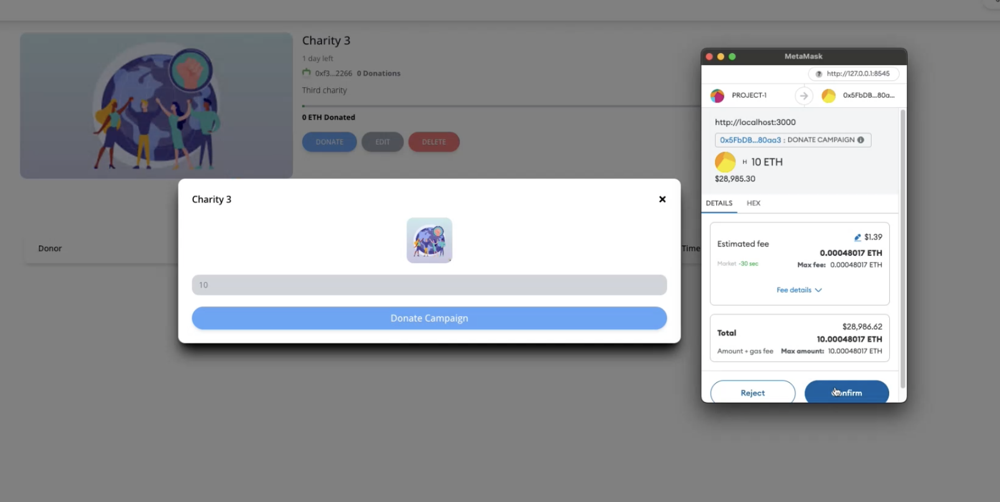 Charity 3
1 day left
0xf3...2266 0 Donations
Third charity
0 ETH Donated
DONATE EDIT DELETE
Donor
Time
Charity 3
10
Donate Campaign
MetaMask
http://127.0.0.1:8545
PROJECT-1
0x5FbDB...80a...
http://localhost:3000
0x5FbDB...80aa3 : DONATE CAMPAIGN
H 10 ETH
$28,985.30
DETAILS HEX
Estimated fee
$1.39
0.00048017 ETH
Market ~30 sec
Max fee: 0.00048017 ETH
Fee details
Total
$28,986.62
10.00048017 ETH
Amount + gas fee Max amount: 10.00048017 ETH
Reject
Confirm